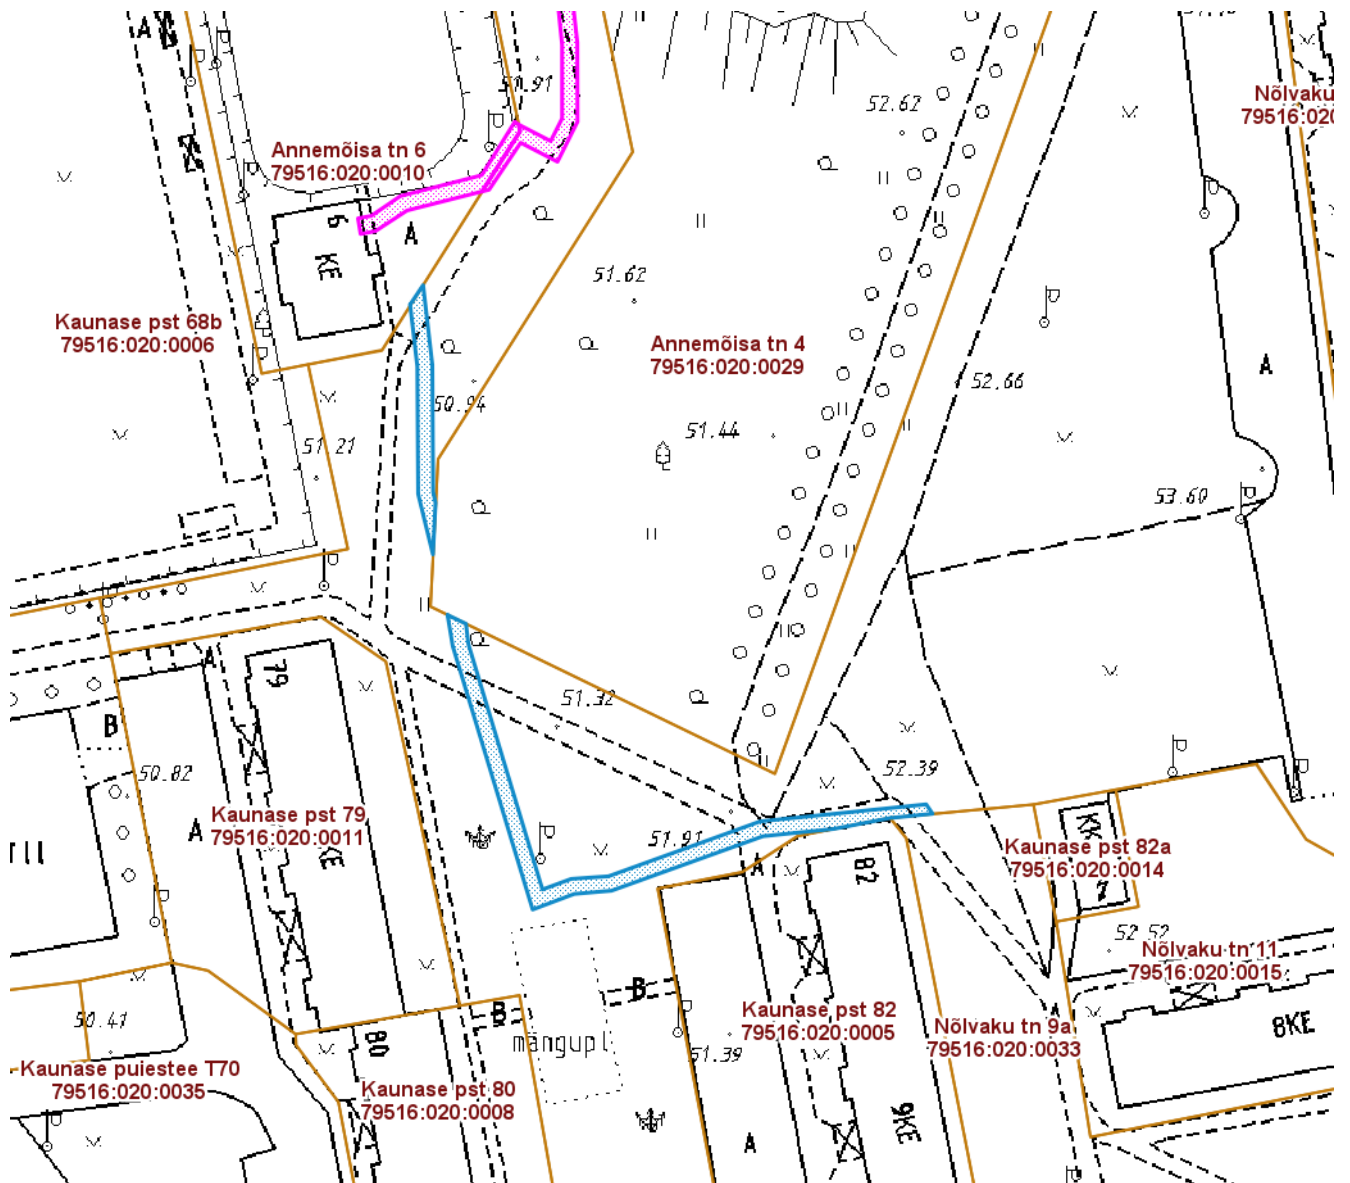 A
51.91
52.62
Nõlvaku
Annemõisa tn 6
79516:020:0010
6
KE
A
51.62
Kaunase pst 68b
79516:020:0006
Annemõisa tn 4
79516:020:0029
A
52.66
50.94
51.44
51.21
53.60
A
79
51.32
B
50.82
52.39
Kaunase pst 79
79516:020:0011
A
KE
51.91
A
82
Kaunase pst 82a
79516:020:0014
7
52.52
Nõlvaku tn 11
79516:020:0015
B
B
50.41
80
mängupl
51.39
Kaunase pst 82
79516:020:0005
Nõlvaku tn 9a
79516:020:0033
A
8KE
Kaunase puiestee T70
79516:020:0035
Kaunase pst 80
79516:020:0008
A
9KE